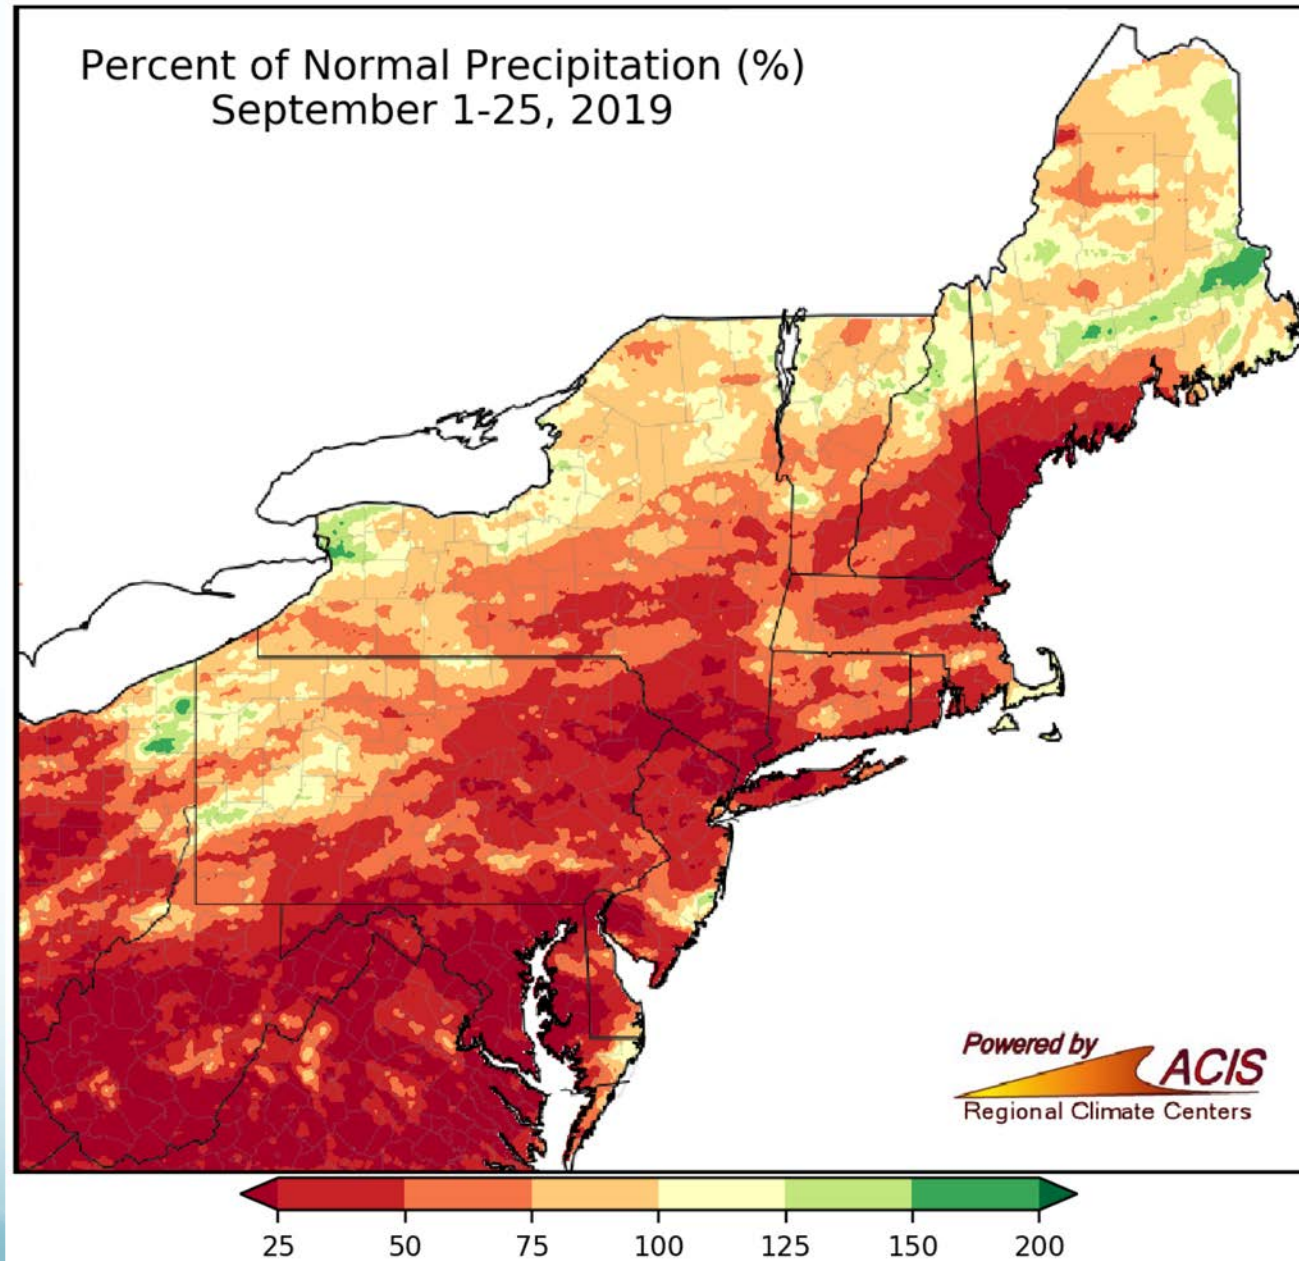 Percent of Normal Precipitation (%)
September 1-25, 2019
Powered by
ACIS
Regional Climate Centers
25 50 75 100 125 150 200